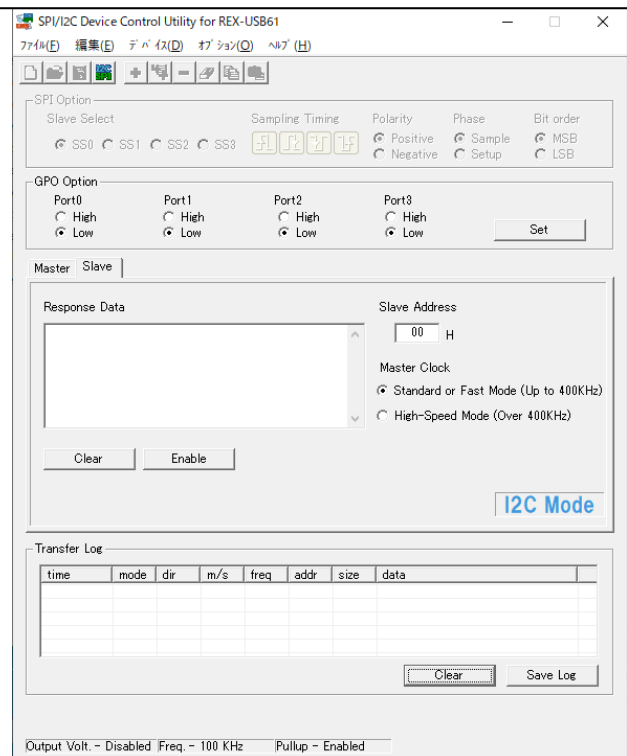 SPI/I2C Device Control Utility for REX-USB61
ファイル(F) 編集(E) デバイス(D) オプション(O) ヘルプ(H)
SPI Option
Slave Select Sampling Timing Polarity Phase Bit order
SS0 SS1 SS2 SS3 Positive Sample MSB
Negative Setup LSB
GPO Option
Port0 Port1 Port2 Port3
High High High High
Low Low Low Low Set
Master Slave
Response Data Slave Address
00 H
Master Clock
Standard or Fast Mode (Up to 400KHz)
High-Speed Mode (Over 400KHz)
Clear Enable
I2C Mode
Transfer Log
time mode dir m/s freq addr size data
Clear Save Log
Output Volt. - Disabled Freq. - 100 KHz Pullup - Enabled